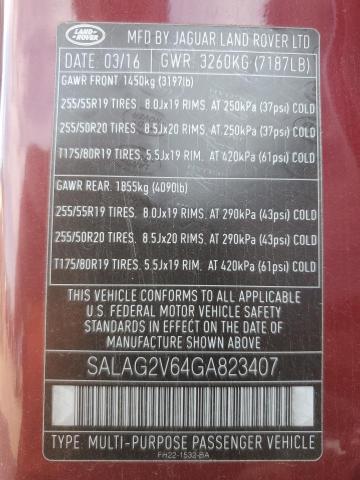 LAND
ROVER
MFD BY JAGUAR LAND ROVER LTD
DATE 03/16 GWR 3260KG (7187LB)
GAWR FRONT 1450kg (3197lb)
255/55R19 TIRES. 8.0Jx19 RIMS. AT 250kPa (37psi) COLD
255/50R20 TIRES. 8.5Jx20 RIMS. AT 250kPa (37psi) COLD
T175/80R19 TIRES. 5.5Jx19 RIM. AT 420kPa (61psi) COLD
GAWR REAR. 1855kg (4090lb)
255/55R19 TIRES. 8.0Jx19 RIMS. AT 290kPa (43psi) COLD
255/50R20 TIRES. 8.5Jx20 RIMS. AT 290kPa (43psi) COLD
T175/80R19 TIRES. 5.5Jx19 RIM. AT 420kPa (61psi) COLD
THIS VEHICLE CONFORMS TO ALL APPLICABLE
U.S. FEDERAL MOTOR VEHICLE SAFETY
STANDARDS IN EFFECT ON THE DATE OF
MANUFACTURE SHOWN ABOVE
SALAG2V64GA823407
TYPE: MULTI-PURPOSE PASSENGER VEHICLE
FH22-1532-BA